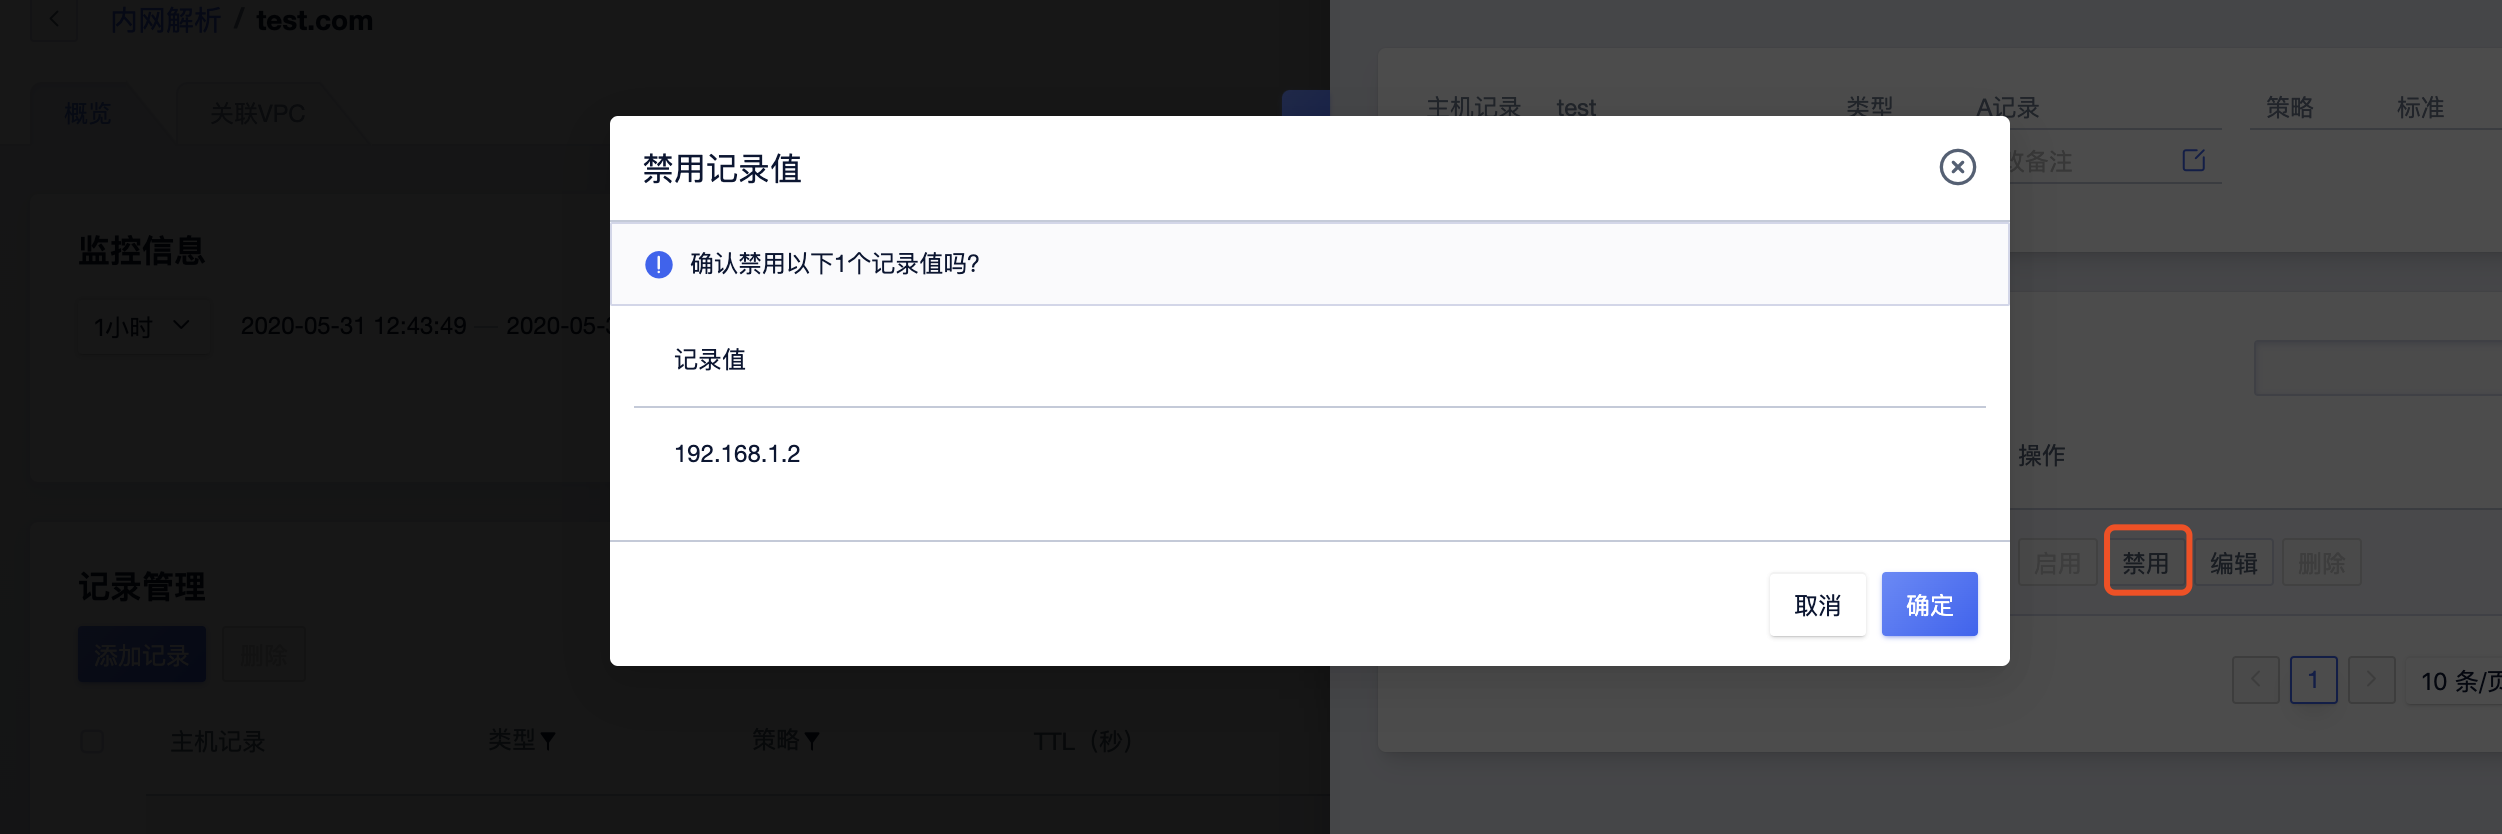 内网解析 / test.com
概览
关联VPC
监控信息
1小时
2020-05-31 12:43:49 — 2020-05-3
记录管理
添加记录
删除
主机记录
类型
策略
TTL（秒）
主机记录 test
类型 A记录
策略 标准
改备注
操作
启用
禁用
编辑
删除
1
10 条/页
禁用记录值
确认禁用以下1个记录值吗?
记录值
192.168.1.2
取消
确定